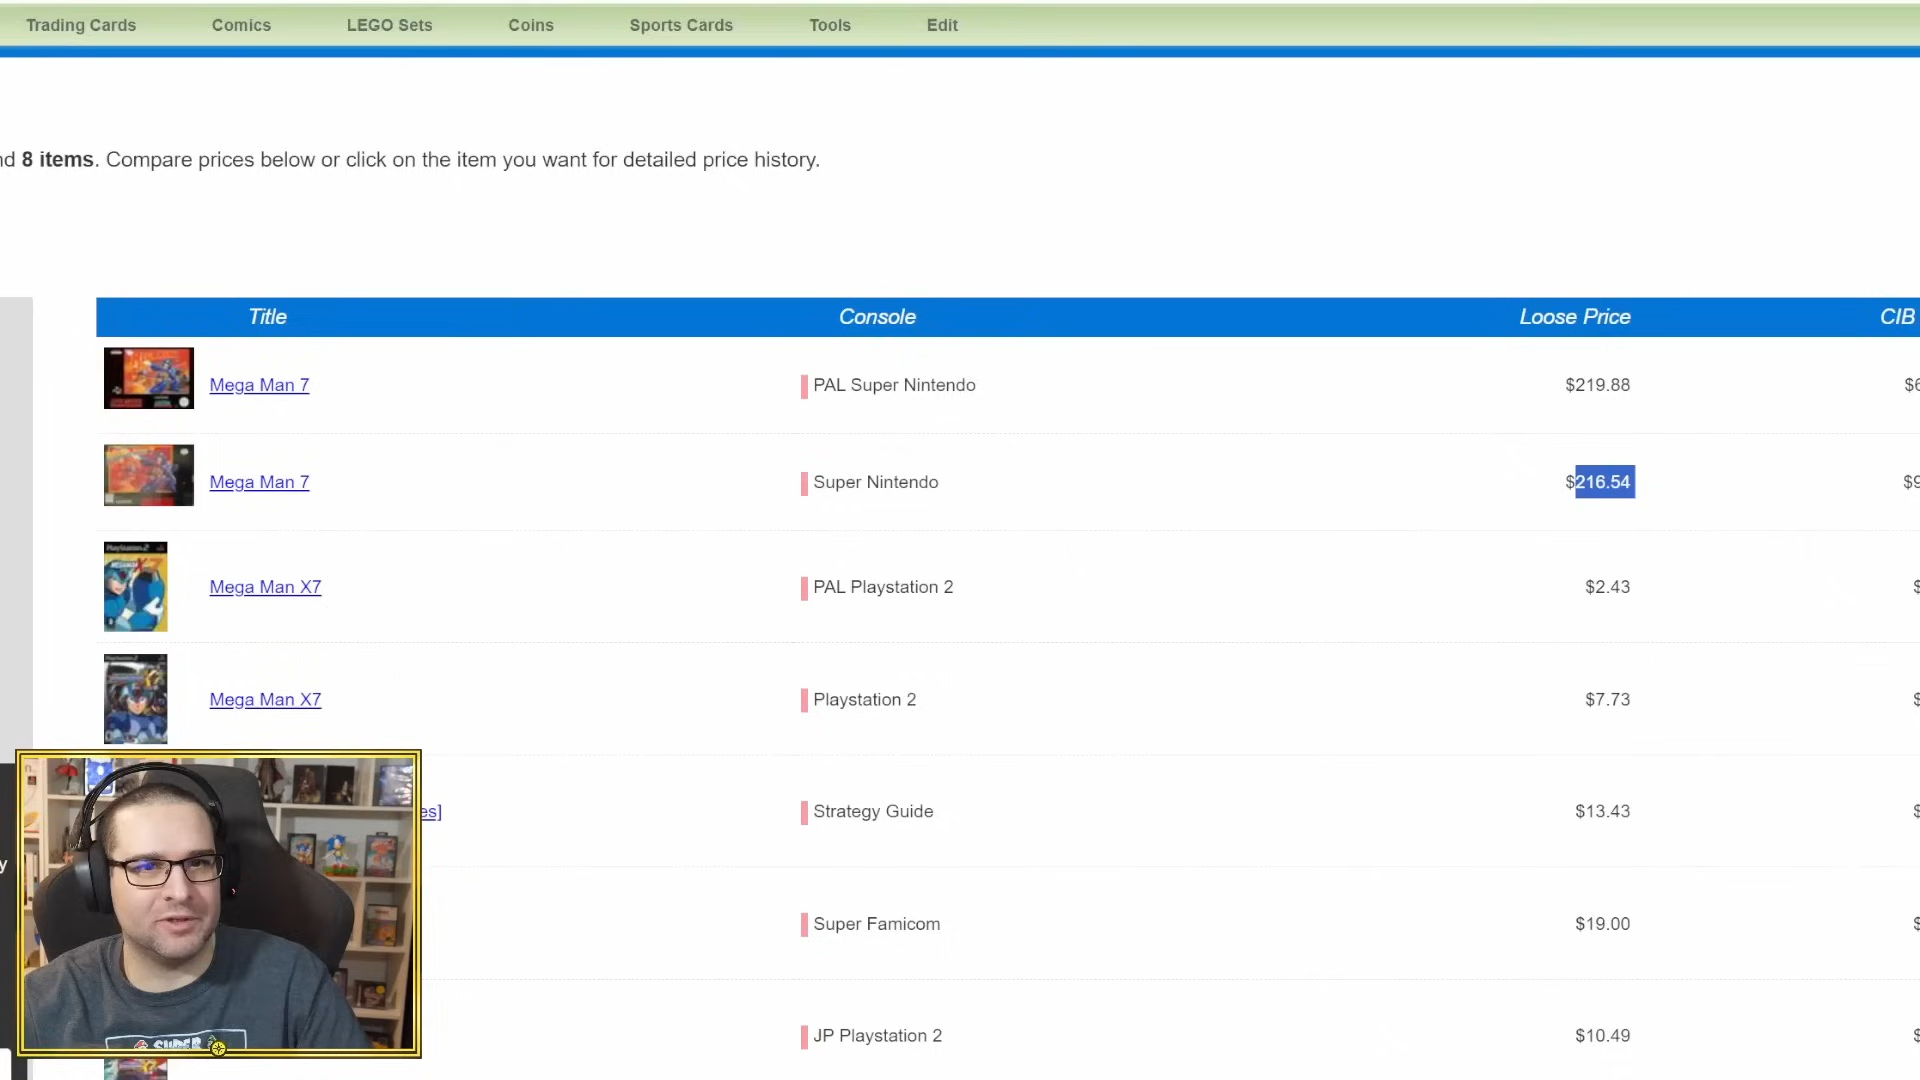 Trading Cards Comics LEGO Sets Coins Sports Cards Tools Edit
8 items. Compare prices below or click on the item you want for detailed price history.
Title Console Loose Price CIB
Mega Man 7 PAL Super Nintendo $219.88
Mega Man 7 Super Nintendo $216.54
Mega Man X7 PAL Playstation 2 $2.43
Mega Man X7 Playstation 2 $7.73
es] Strategy Guide $13.43
Super Famicom $19.00
JP Playstation 2 $10.49
SUPER